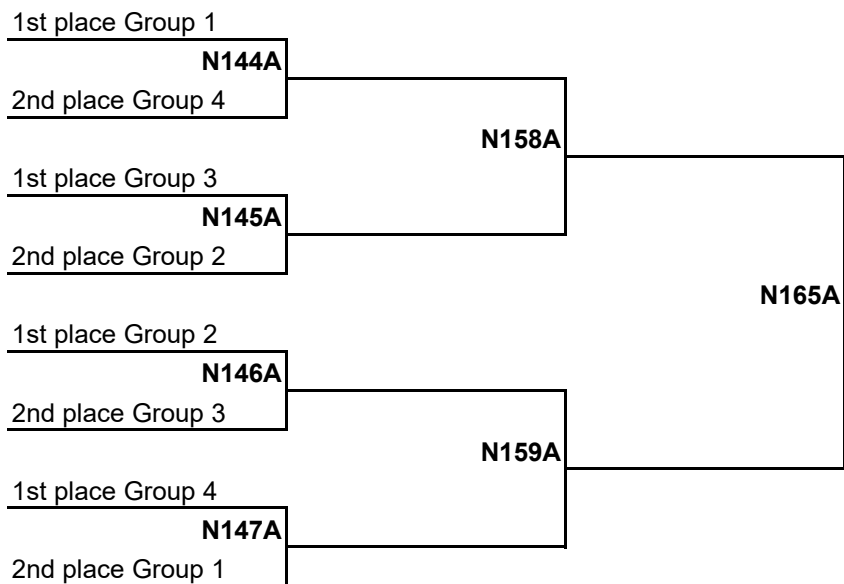 1st place Group 1
N144A
2nd place Group 4
N158A
1st place Group 3
N145A
2nd place Group 2
N165A
1st place Group 2
N146A
2nd place Group 3
N159A
1st place Group 4
N147A
2nd place Group 1